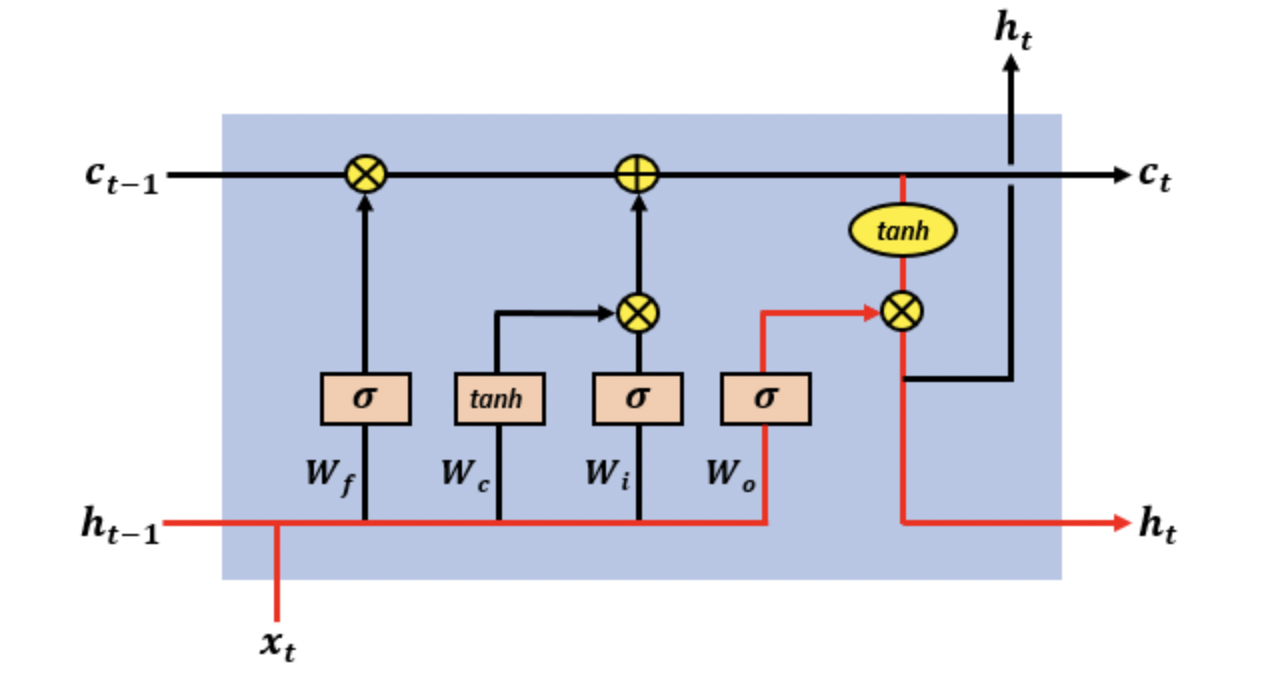 h_t
c_{t-1}
c_t
tanh
σ
tanh
σ
σ
W_f
W_c
W_i
W_o
h_{t-1}
h_t
x_t